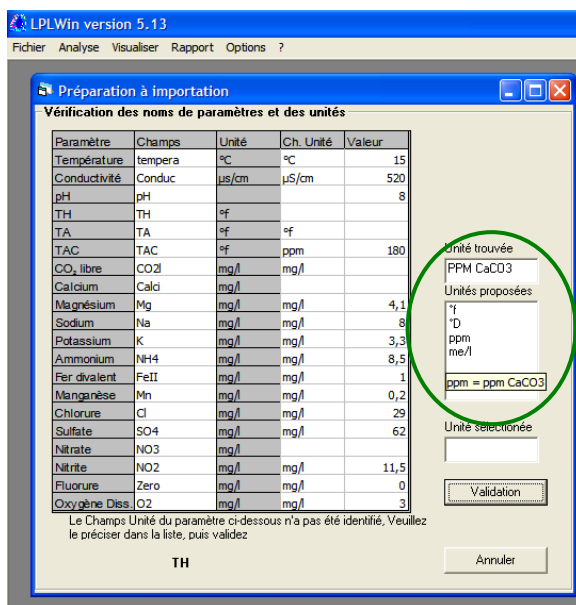 LPLWin version 5.13
Fichier Analyse Visualiser Rapport Options ?
Préparation à importation
Vérification des noms de paramètres et des unités
Paramètre Champs Unité Ch. Unité Valeur
Température tempera °C °C 15
Conductivité Conduc µs/cm µS/cm 520
pH pH 8
TH TH °f
TA TA °f °f
TAC TAC °f ppm 180
CO₂ libre CO2l mg/l mg/l
Calcium Calci mg/l
Magnésium Mg mg/l mg/l 4,1
Sodium Na mg/l mg/l 8
Potassium K mg/l mg/l 3,3
Ammonium NH4 mg/l mg/l 8,5
Fer divalent FeII mg/l mg/l 1
Manganèse Mn mg/l mg/l 0,2
Chlorure Cl mg/l mg/l 29
Sulfate SO4 mg/l mg/l 62
Nitrate NO3 mg/l
Nitrite NO2 mg/l mg/l 11,5
Fluorure Zero mg/l mg/l 0
Oxygène Diss. O2 mg/l mg/l 3
Le Champs Unité du paramètre ci-dessous n'a pas été identifié, Veuillez
le préciser dans la liste, puis validez
TH
Unité trouvée
PPM CaCO3
Unités proposées
°f
°D
ppm
me/l
ppm = ppm CaCO3
Unité sélectionée
Validation
Annuler